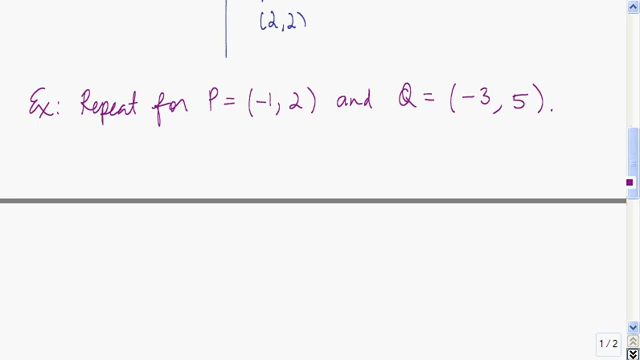 (2,2)
Ex: Repeat for P = (-1, 2) and Q = (-3, 5).
1 / 2